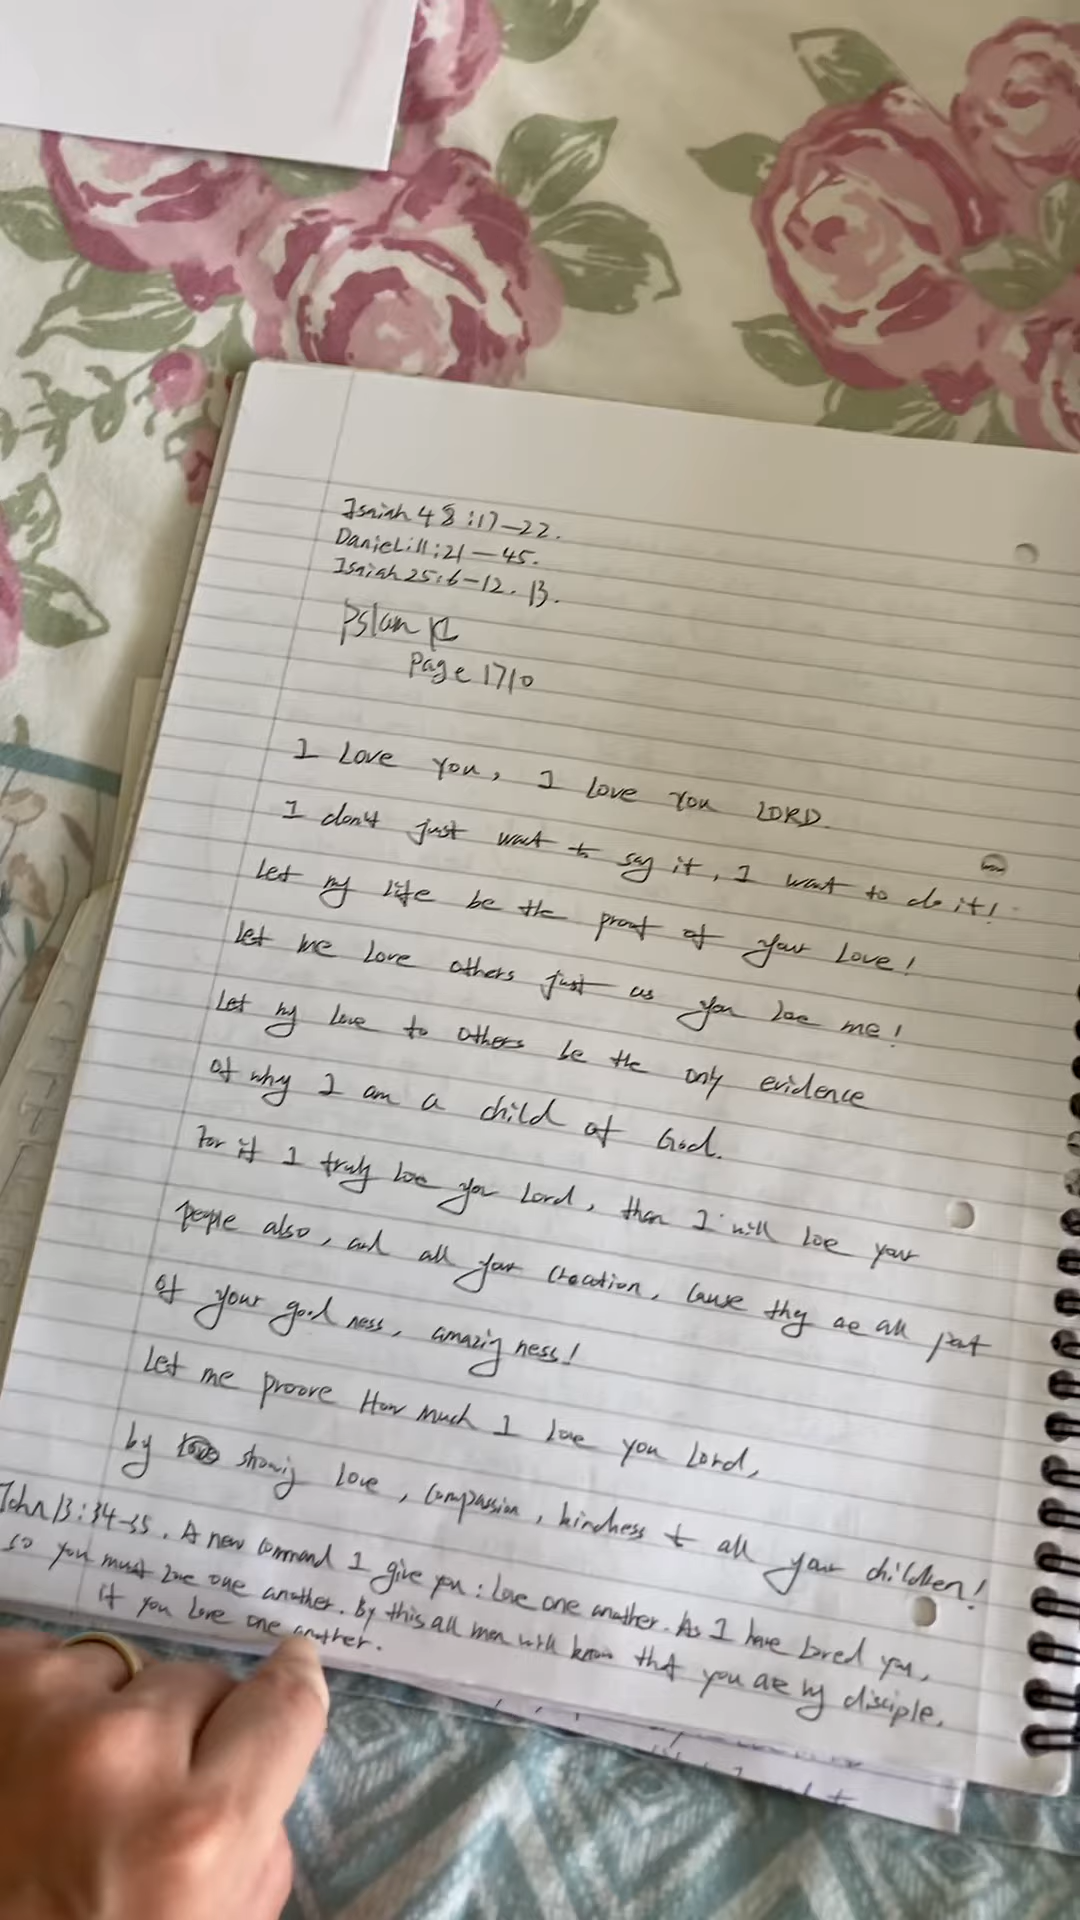 Isaiah 48:17-22.
Daniel:11:21-45.
Isaiah 25:6-12. 13.
Pslam
Page 1710
I Love You, I love You LORD.
I don't just want to say it, I want to do it!
Let my life be the proof of your Love!
Let me love others just as you love me!
Let my love to others be the only evidence
of why I am a child of God.
For if I truly love you Lord, then I will love your
people also, and all your creation, cause they are all part
of your good ness, amazing ness!
Let me proove How Much I love you Lord,
by showing love, compassion, kindness to all your children!
John 13:34-35. A new command I give you: Love one another. As I have loved you,
so you must love one another. By this all men will know that you are my disciple,
if you love one another.